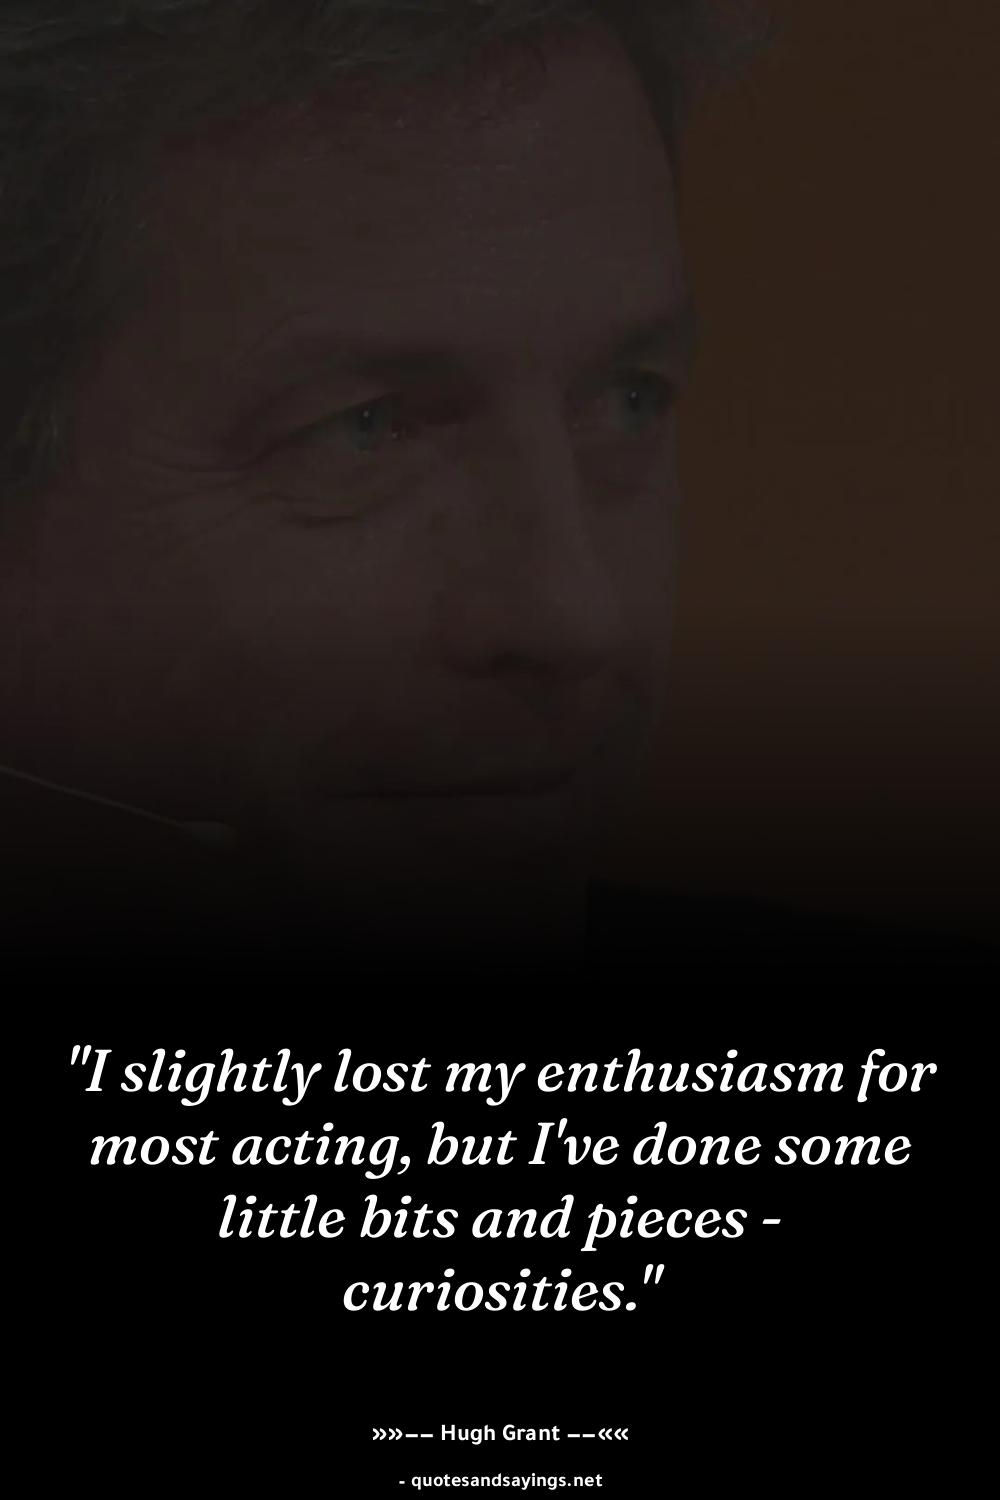 "I slightly lost my enthusiasm for
most acting, but I've done some
little bits and pieces -
curiosities."
»»–– Hugh Grant ––««
- quotesandsayings.net